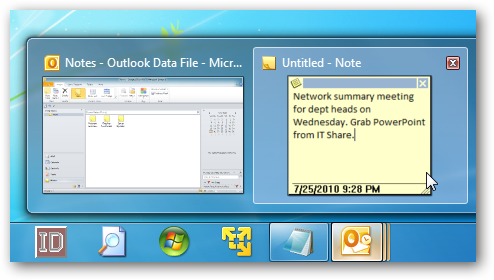 Notes - Outlook Data File - Micr...
Untitled - Note
Network summary meeting
for dept heads on
Wednesday. Grab PowerPoint
from IT Share.
7/25/2010 9:28 PM
ID